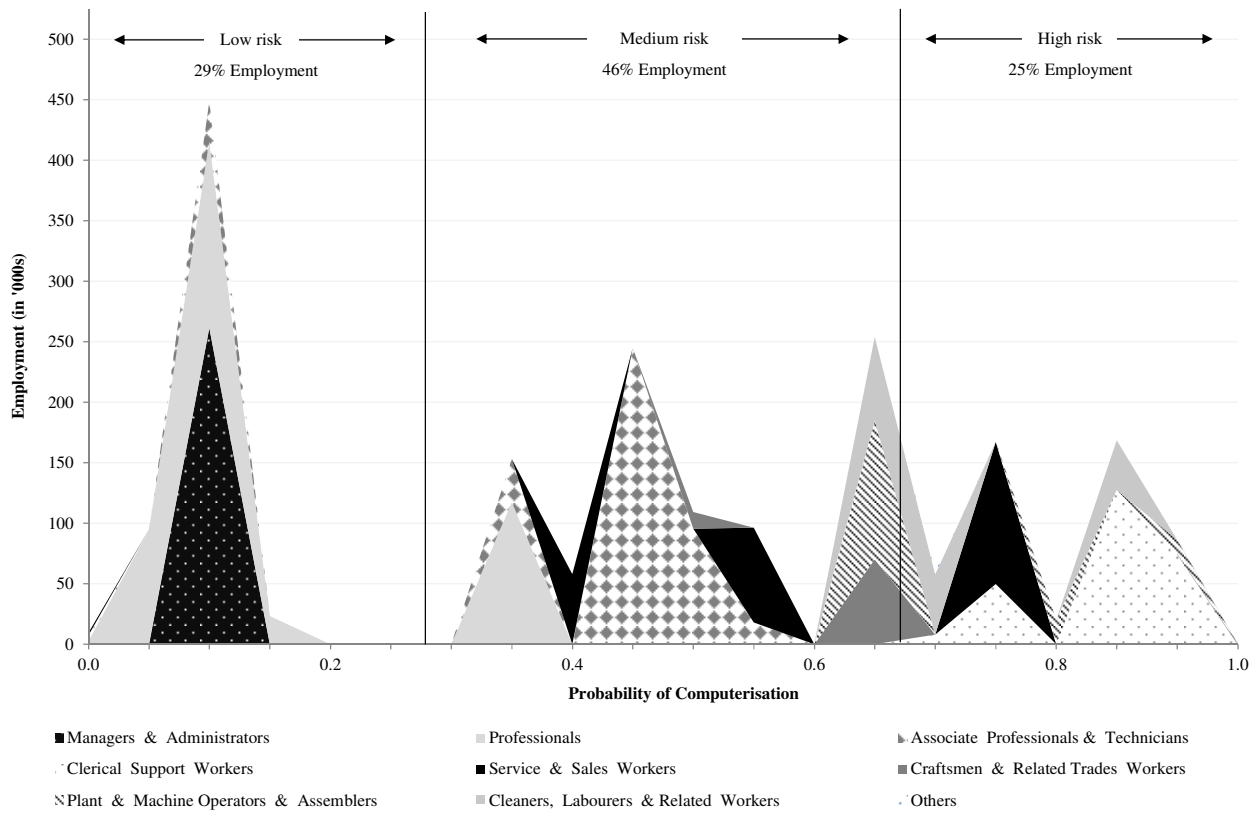 500
450
400
350
300
250
200
150
100
50
0
Employment (in '000s)
Low risk
29% Employment
Medium risk
46% Employment
High risk
25% Employment
0.0 0.2 0.4 0.6 0.8 1.0
Probability of Computerisation
Managers & Administrators
Professionals
Associate Professionals & Technicians
Clerical Support Workers
Service & Sales Workers
Craftsmen & Related Trades Workers
Plant & Machine Operators & Assemblers
Cleaners, Labourers & Related Workers
Others